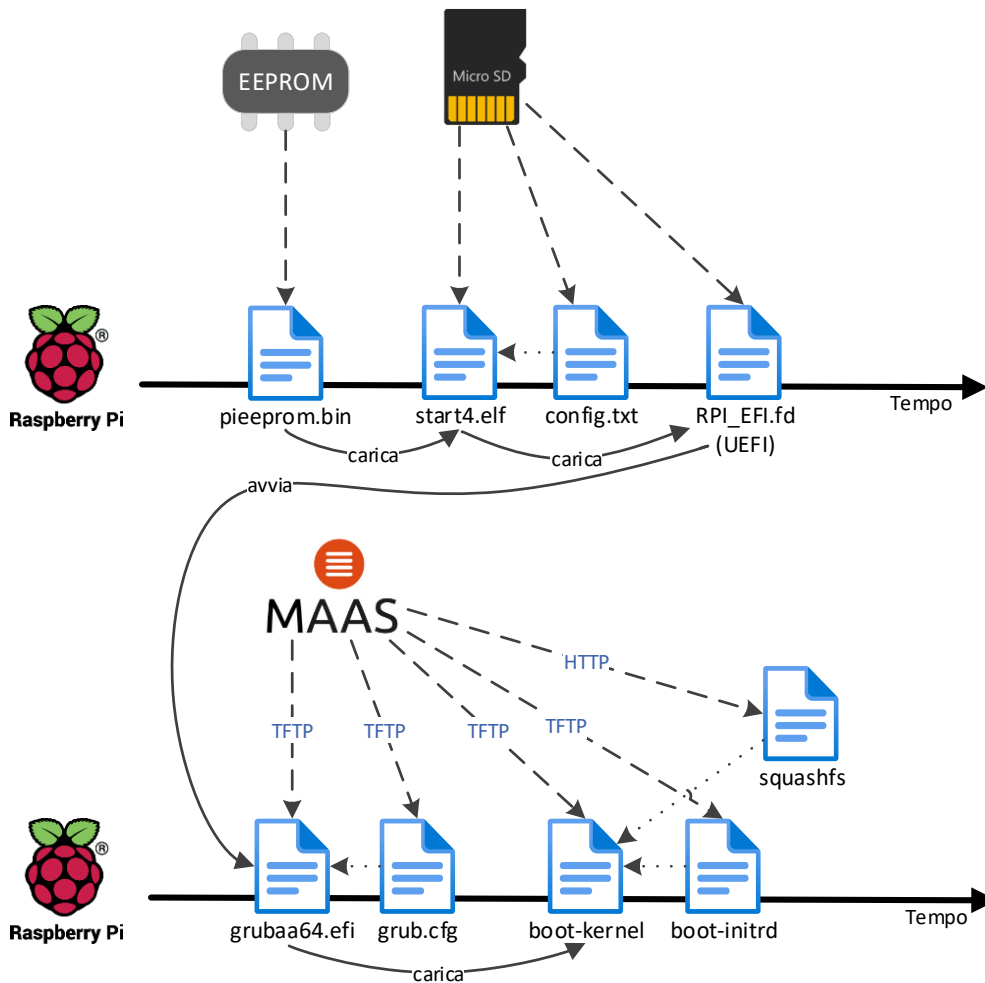 EEPROM
Micro SD
®
Raspberry Pi
Tempo
pieeprom.bin
start4.elf
config.txt
RPI_EFI.fd
(UEFI)
carica
carica
avvia
MAAS
HTTP
TFTP
TFTP
TFTP
TFTP
squashfs
®
Raspberry Pi
Tempo
grubaa64.efi
grub.cfg
boot-kernel
boot-initrd
carica